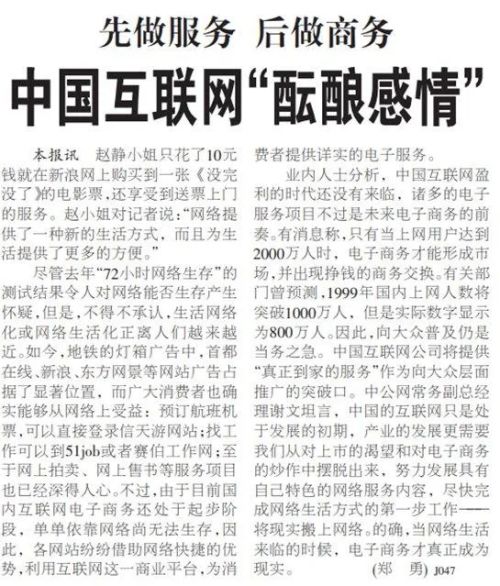 先做服务 后做商务
中国互联网“酝酿感情”
本报讯 赵静小姐只花了10元
钱就在新浪网上购买到一张《没完
没了》的电影票,还享受到送票上门
的服务。赵小姐对记者说:“网络提
供了一种新的生活方式,而且为生
活提供了更多的方便。”
尽管去年“72小时网络生存”的
测试结果令人对网络能否生存产生
怀疑,但是,不得不承认,生活网络
化或网络生活化正离人们越来越
近。如今,地铁的灯箱广告中,首都
在线、新浪、东方网景等网站广告占
据了显著位置,而广大消费者也确
实能够从网络上受益:预订航班机
票,可以直接登录信天游网站;找工
作可以到51job或者赛伯工作网;至
于网上拍卖、网上售书等服务项目
也已经深得人心。不过,由于目前国
内互联网电子商务还处于起步阶
段,单单依靠网络尚无法生存,因
此,各网站纷纷借助网络快捷的优
势,利用互联网这一商业平台,为消
费者提供详实的电子服务。
业内人士分析,中国互联网盈
利的时代还没有来临,诸多的电子
服务项目不过是未来电子商务的前
奏。有消息称,只有当上网用户达到
2000万人时,电子商务才能形成市
场,并出现挣钱的商务交换。有关部
门曾预测,1999年国内上网人数将
突破1000万人,但是实际数字显示
为800万人。因此,向大众普及仍是
当务之急。中国互联网公司将提供
“真正到家的服务”作为向大众层面
推广的突破口。中公网常务副总经
理谢文坦言,中国的互联网只是处
于发展的初期,产业的发展更需要
我们从对上市的渴望和对电子商务
的炒作中摆脱出来,努力发展具有
自己特色的网络服务内容,尽快完
成网络生活方式的第一步工作——
将现实搬上网络。的确,当网络生活
来临的时候,电子商务才真正成为
现实。 (郑 勇) J047